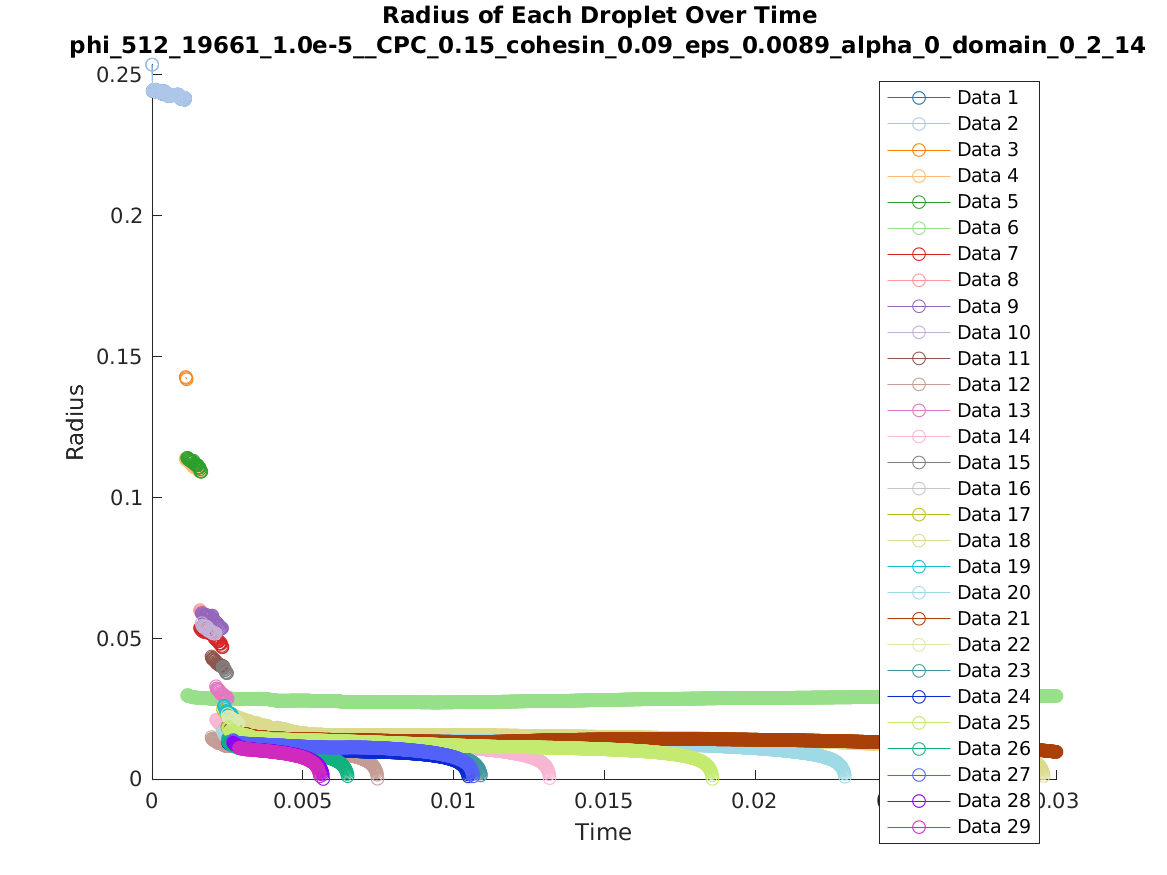 Radius of Each Droplet Over Time
phi_512_19661_1.0e-5__CPC_0.15_cohesin_0.09_eps_0.0089_alpha_0_domain_0_2_14
0.25
0.2
0.15
0.1
0.05
0
Radius
0
0.005
0.01
0.015
0.02
0.03
Time
Data 1
Data 2
Data 3
Data 4
Data 5
Data 6
Data 7
Data 8
Data 9
Data 10
Data 11
Data 12
Data 13
Data 14
Data 15
Data 16
Data 17
Data 18
Data 19
Data 20
Data 21
Data 22
Data 23
Data 24
Data 25
Data 26
Data 27
Data 28
Data 29